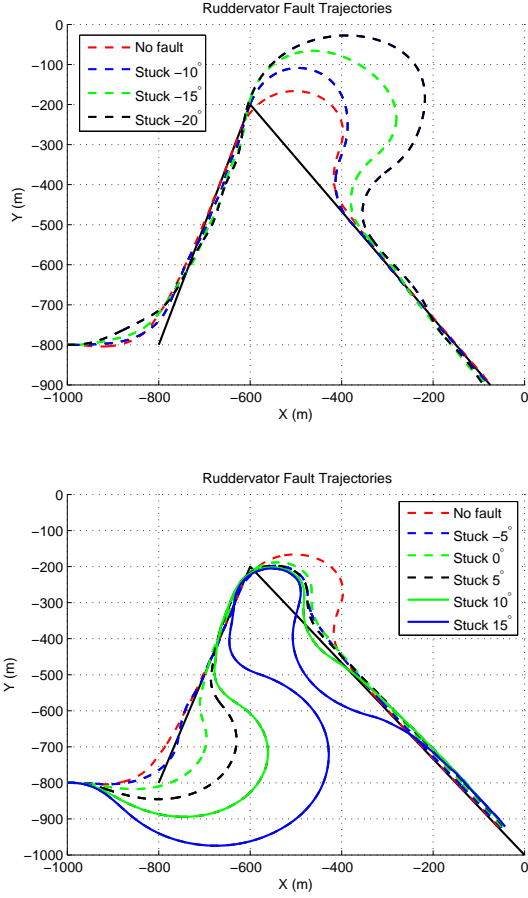 Ruddervator Fault Trajectories
0
−100
−200
−300
−400
−500
−600
−700
−800
−900
Y (m)
No fault
Stuck −10°
Stuck −15°
Stuck −20°
−1000 −800 −600 −400 −200 0
X (m)
Ruddervator Fault Trajectories
0
−100
−200
−300
−400
−500
−600
−700
−800
−900
−1000
Y (m)
No fault
Stuck −5°
Stuck 0°
Stuck 5°
Stuck 10°
Stuck 15°
−1000 −800 −600 −400 −200 0
X (m)